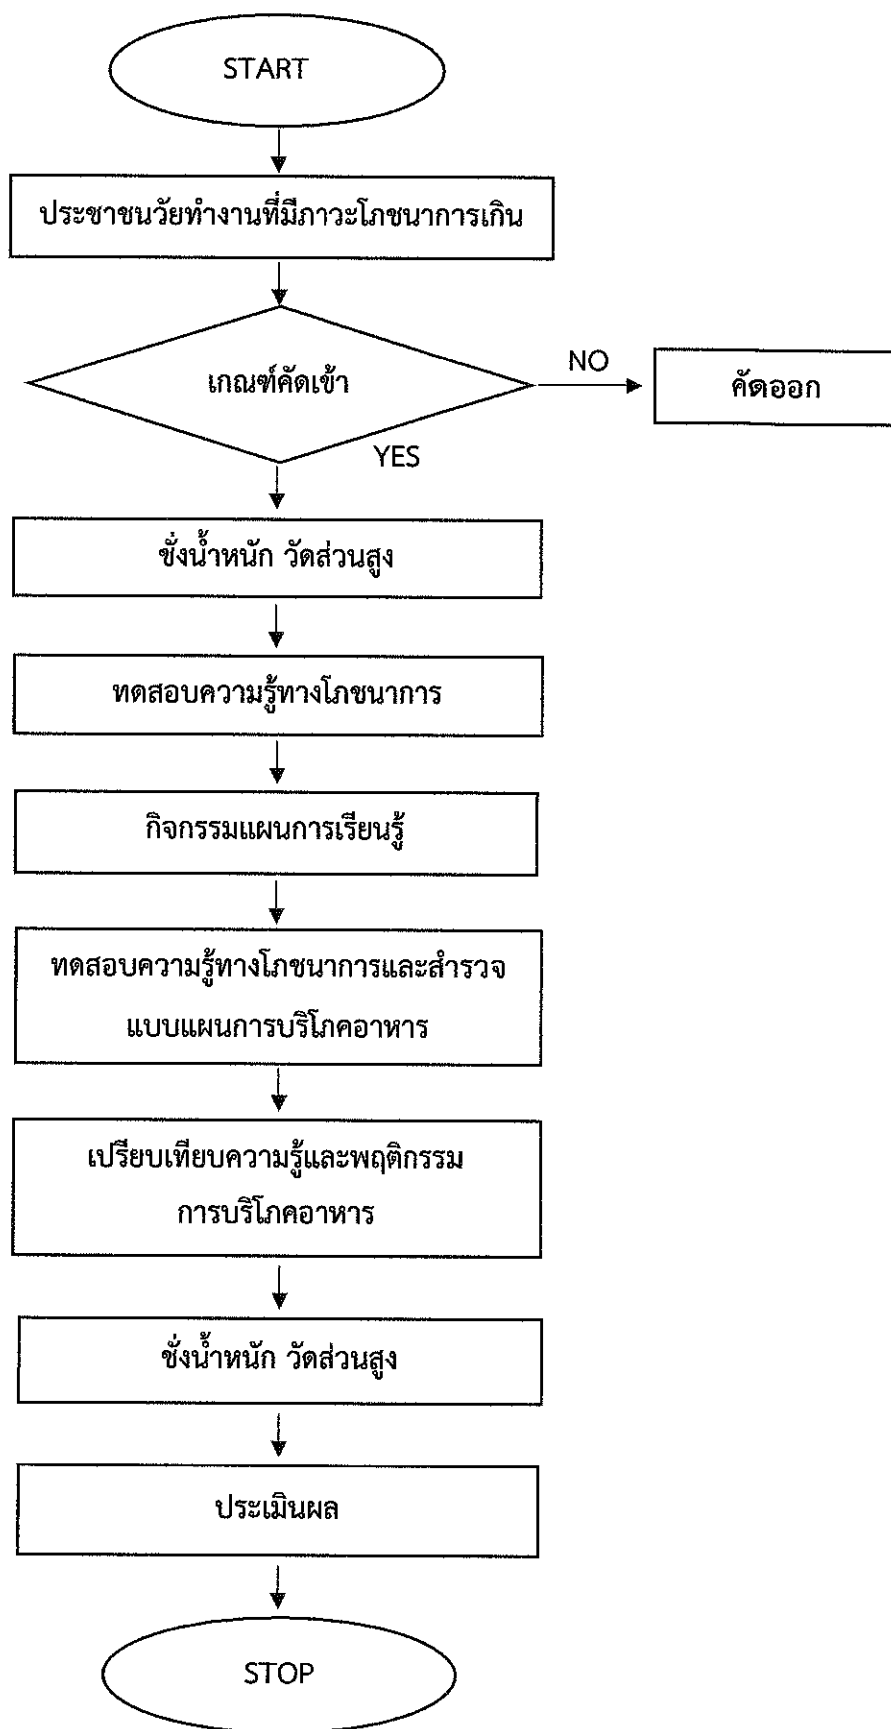 START
ประชาชนวัยทำงานที่มีภาวะโภชนาการเกิน
เกณฑ์คัดเข้า
NO
คัดออก
YES
ชั่งน้ำหนัก วัดส่วนสูง
ทดสอบความรู้ทางโภชนาการ
กิจกรรมแผนการเรียนรู้
ทดสอบความรู้ทางโภชนาการและสำรวจ
แบบแผนการบริโภคอาหาร
เปรียบเทียบความรู้และพฤติกรรม
การบริโภคอาหาร
ชั่งน้ำหนัก วัดส่วนสูง
ประเมินผล
STOP